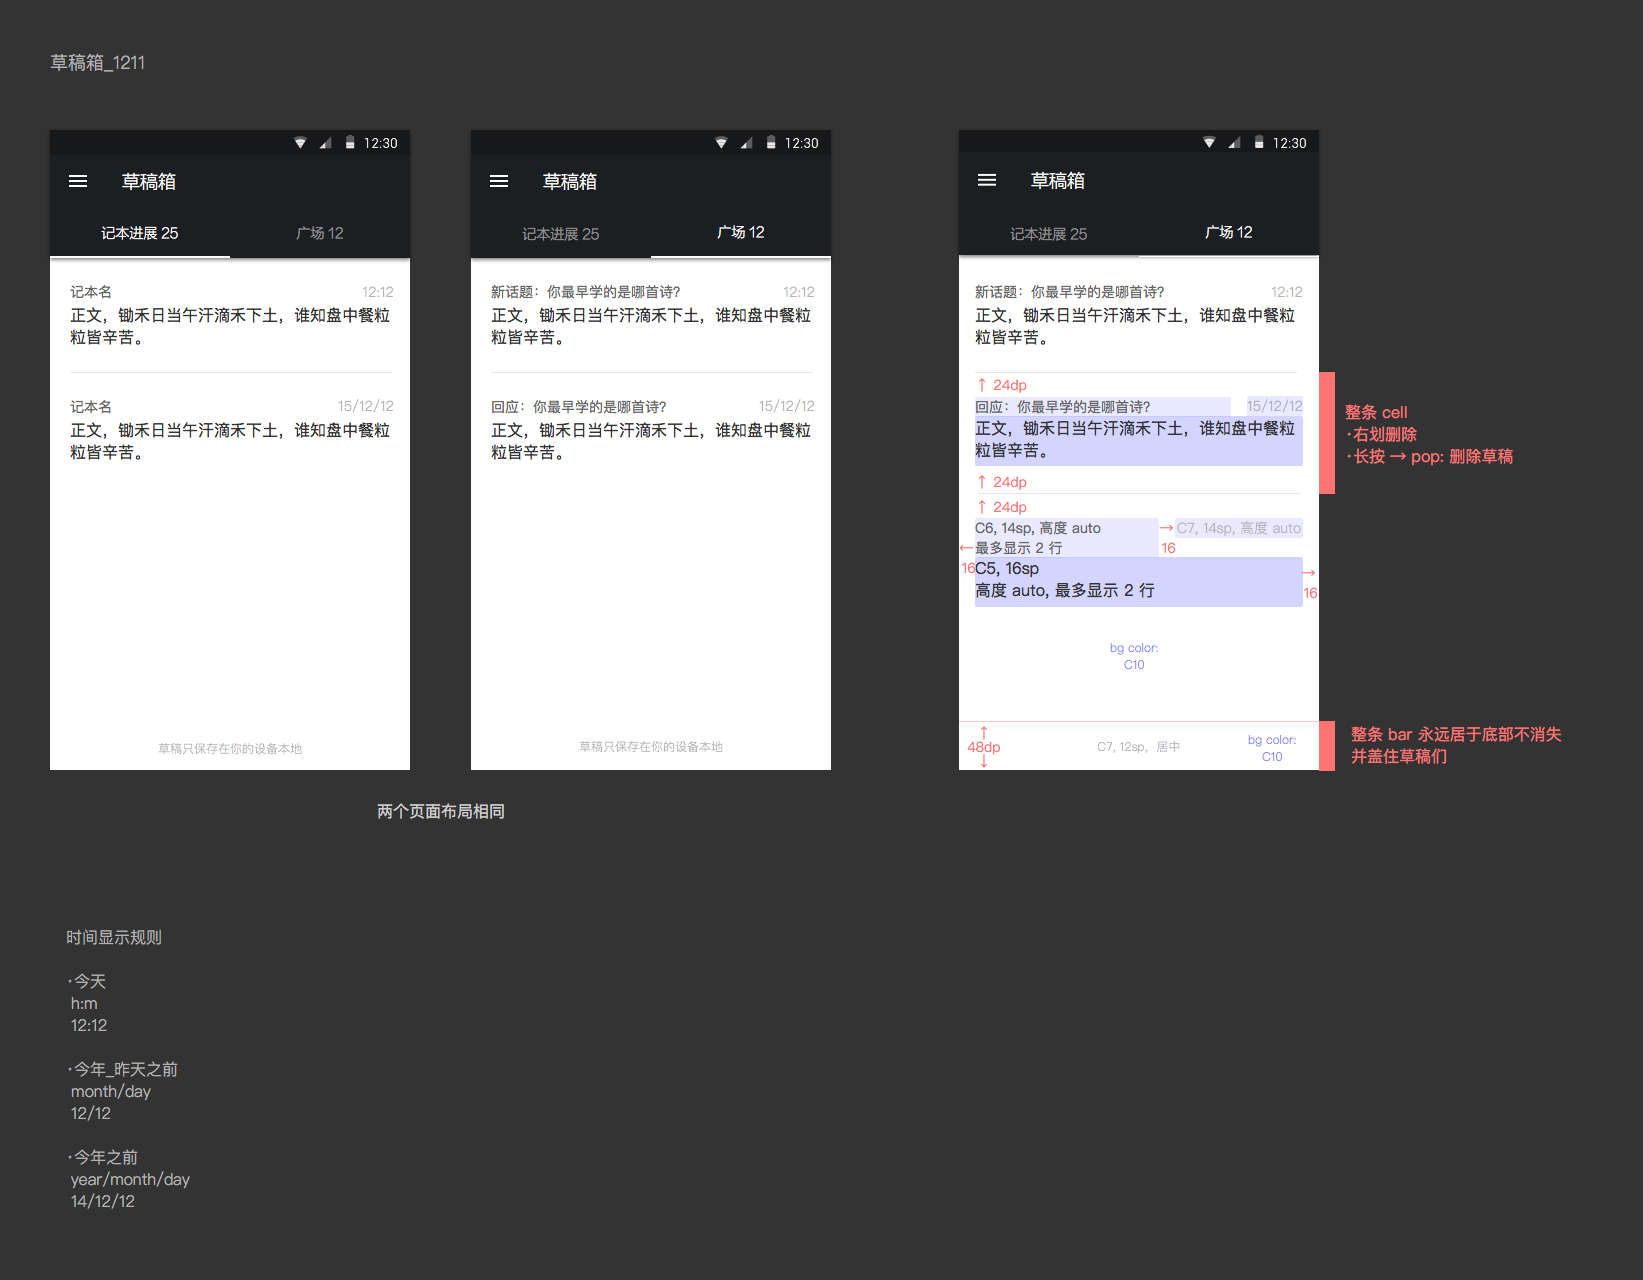 草稿箱_1211
12:30
草稿箱
记本进展 25
广场 12
记本名
12:12
正文，锄禾日当午汗滴禾下土，谁知盘中餐粒
粒皆辛苦。
记本名
15/12/12
正文，锄禾日当午汗滴禾下土，谁知盘中餐粒
粒皆辛苦。
草稿只保存在你的设备本地
12:30
草稿箱
记本进展 25
广场 12
新话题：你最早学的是哪首诗?
12:12
正文，锄禾日当午汗滴禾下土，谁知盘中餐粒
粒皆辛苦。
回应：你最早学的是哪首诗?
15/12/12
正文，锄禾日当午汗滴禾下土，谁知盘中餐粒
粒皆辛苦。
草稿只保存在你的设备本地
两个页面布局相同
12:30
草稿箱
记本进展 25
广场 12
新话题：你最早学的是哪首诗?
12:12
正文，锄禾日当午汗滴禾下土，谁知盘中餐粒
粒皆辛苦。
↑ 24dp
回应：你最早学的是哪首诗?
15/12/12
正文，锄禾日当午汗滴禾下土，谁知盘中餐粒
粒皆辛苦。
↑ 24dp
↑ 24dp
C6, 14sp, 高度 auto
最多显示 2 行
→
16
C7, 14sp, 高度 auto
←
16
C5, 16sp
高度 auto, 最多显示 2 行
→
16
bg color:
C10
↑
48dp
↓
C7, 12sp，居中
bg color:
C10
整条 cell
·右划删除
·长按 → pop: 删除草稿
整条 bar 永远居于底部不消失
并盖住草稿们
时间显示规则
·今天
h:m
12:12
·今年_昨天之前
month/day
12/12
·今年之前
year/month/day
14/12/12